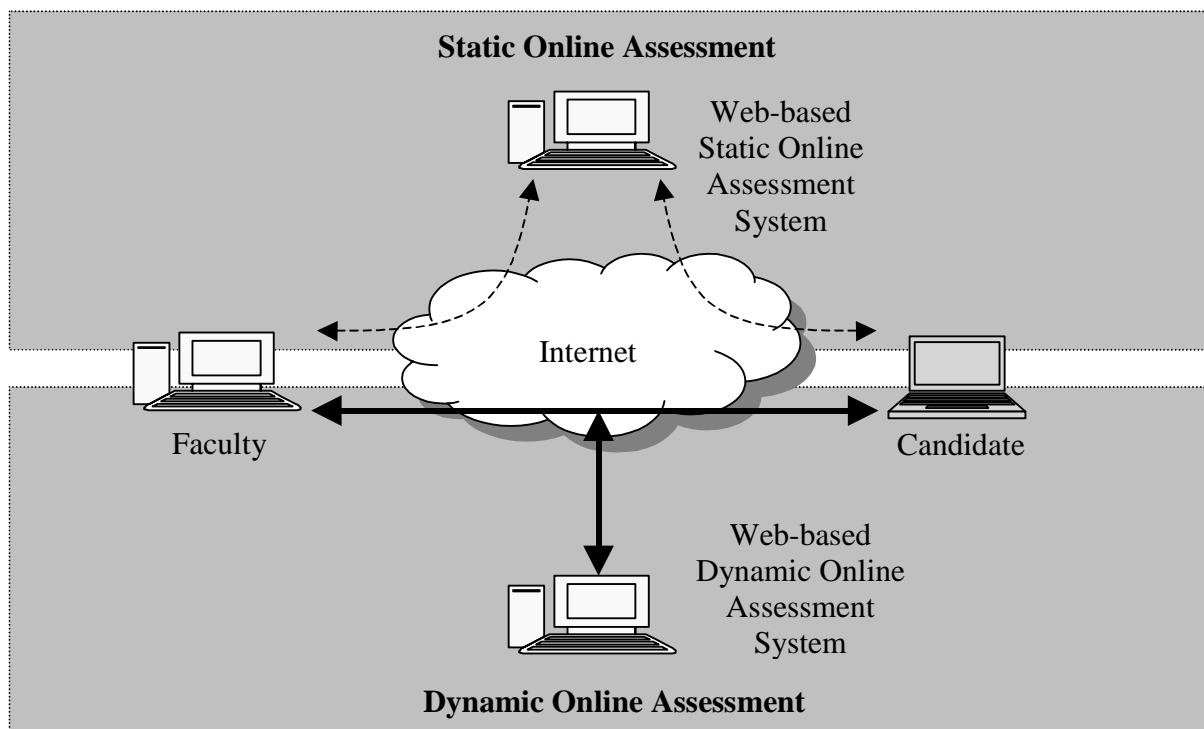 Static Online Assessment
Web-based
Static Online
Assessment
System
Internet
Faculty
Candidate
Web-based
Dynamic Online
Assessment
System
Dynamic Online Assessment